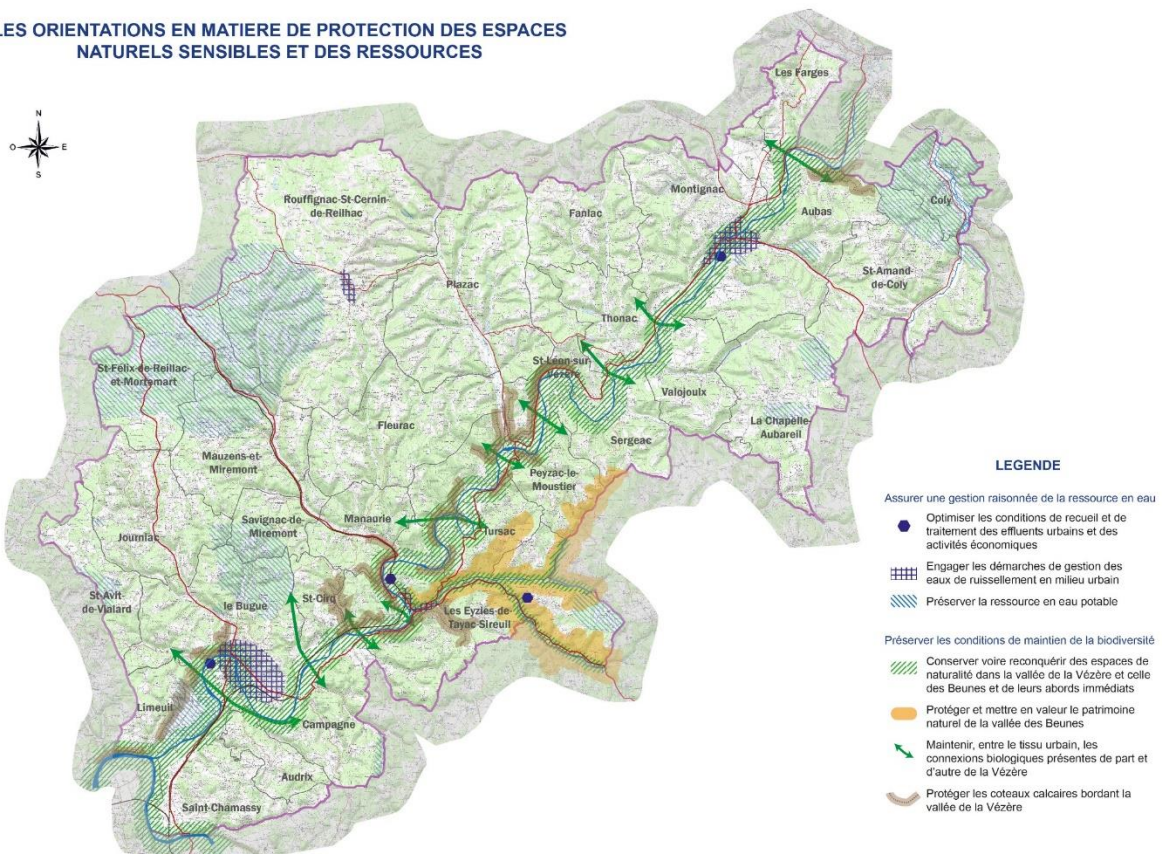 LES ORIENTATIONS EN MATIERE DE PROTECTION DES ESPACES
NATURELS SENSIBLES ET DES RESSOURCES
N
O
E
S
Les Farges
Montignac
Coly
Rouffignac-St-Cernin-
de-Reilhac
Fanlac
Aubas
St-Amand-
de-Coly
Plazac
Thonac
St-Léon-sur-
Vézère
St-Félix-de-Reillac-
et-Mortemart
Valojoulx
La Chapelle-
Aubareil
Fleurac
Sergeac
Mauzens-et-
Miremont
Peyzac-le-
Moustier
Savignac-de-
Miremont
Manaurie
Tursac
Journiac
St-Avit-
de-Vialard
le Bugue
St-Cirq
Les Eyzies-de-
Tayac-Sireuil
Limeuil
Campagne
Audrix
Saint-Chamassy
LEGENDE
Assurer une gestion raisonnée de la ressource en eau
Optimiser les conditions de recueil et de
traitement des effluents urbains et des
activités économiques
Engager les démarches de gestion des
eaux de ruissellement en milieu urbain
Préserver la ressource en eau potable
Préserver les conditions de maintien de la biodiversité
Conserver voire reconquérir des espaces de
naturalité dans la vallée de la Vézère et celle
des Beunes et de leurs abords immédiats
Protéger et mettre en valeur le patrimoine
naturel de la vallée des Beunes
Maintenir, entre le tissu urbain, les
connexions biologiques présentes de part et
d'autre de la Vézère
Protéger les coteaux calcaires bordant la
vallée de la Vézère